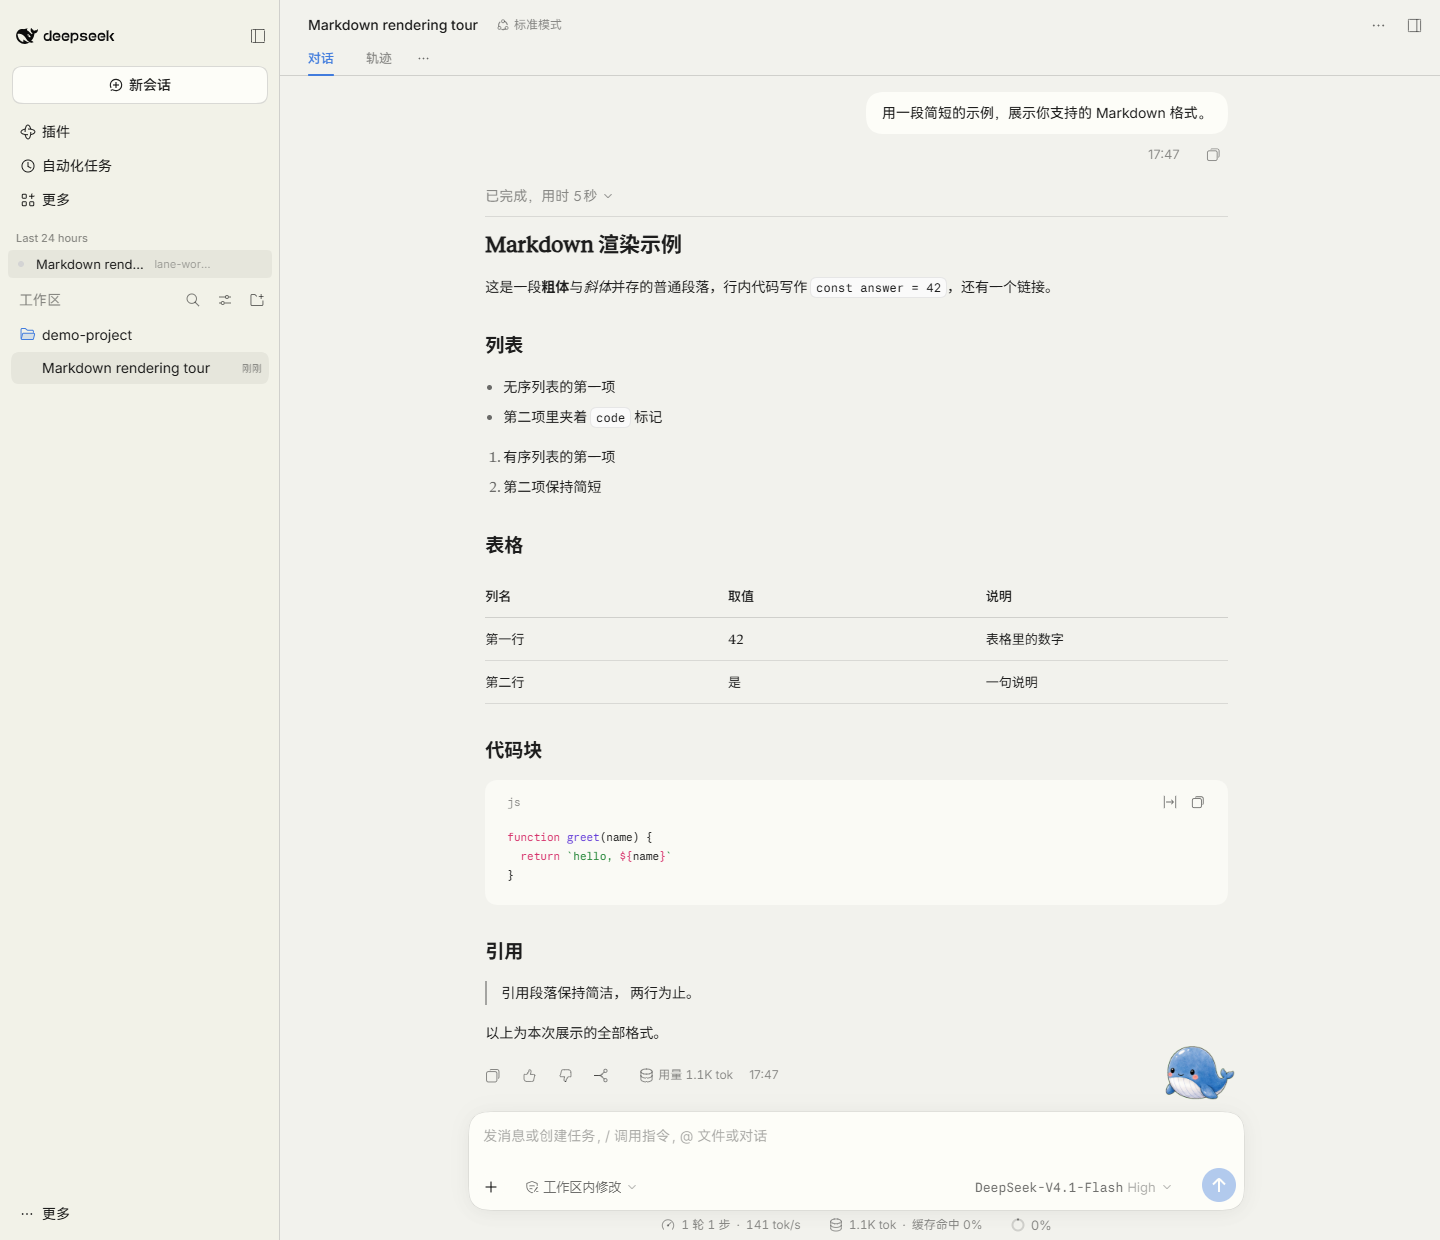 deepseek
新会话
插件
自动化任务
更多
Last 24 hours
Markdown rend... lane-wor...
工作区
demo-project
Markdown rendering tour 刚刚
更多
Markdown rendering tour 标准模式
对话 轨迹 ...
用一段简短的示例，展示你支持的 Markdown 格式。
17:47
已完成，用时 5 秒
Markdown 渲染示例
这是一段粗体与斜体并存的普通段落，行内代码写作 const answer = 42 ，还有一个链接。
列表
• 无序列表的第一项
• 第二项里夹着 code 标记
1. 有序列表的第一项
2. 第二项保持简短
表格
列名 取值 说明
第一行 42 表格里的数字
第二行 是 一句说明
代码块
js
function greet(name) {
  return `hello, ${name}`
}
引用
引用段落保持简洁， 两行为止。
以上为本次展示的全部格式。
用量 1.1K tok 17:47
发消息或创建任务, / 调用指令, @ 文件或对话
工作区内修改 DeepSeek-V4.1-Flash High
1 轮 1 步 · 141 tok/s 1.1K tok · 缓存命中 0% 0%